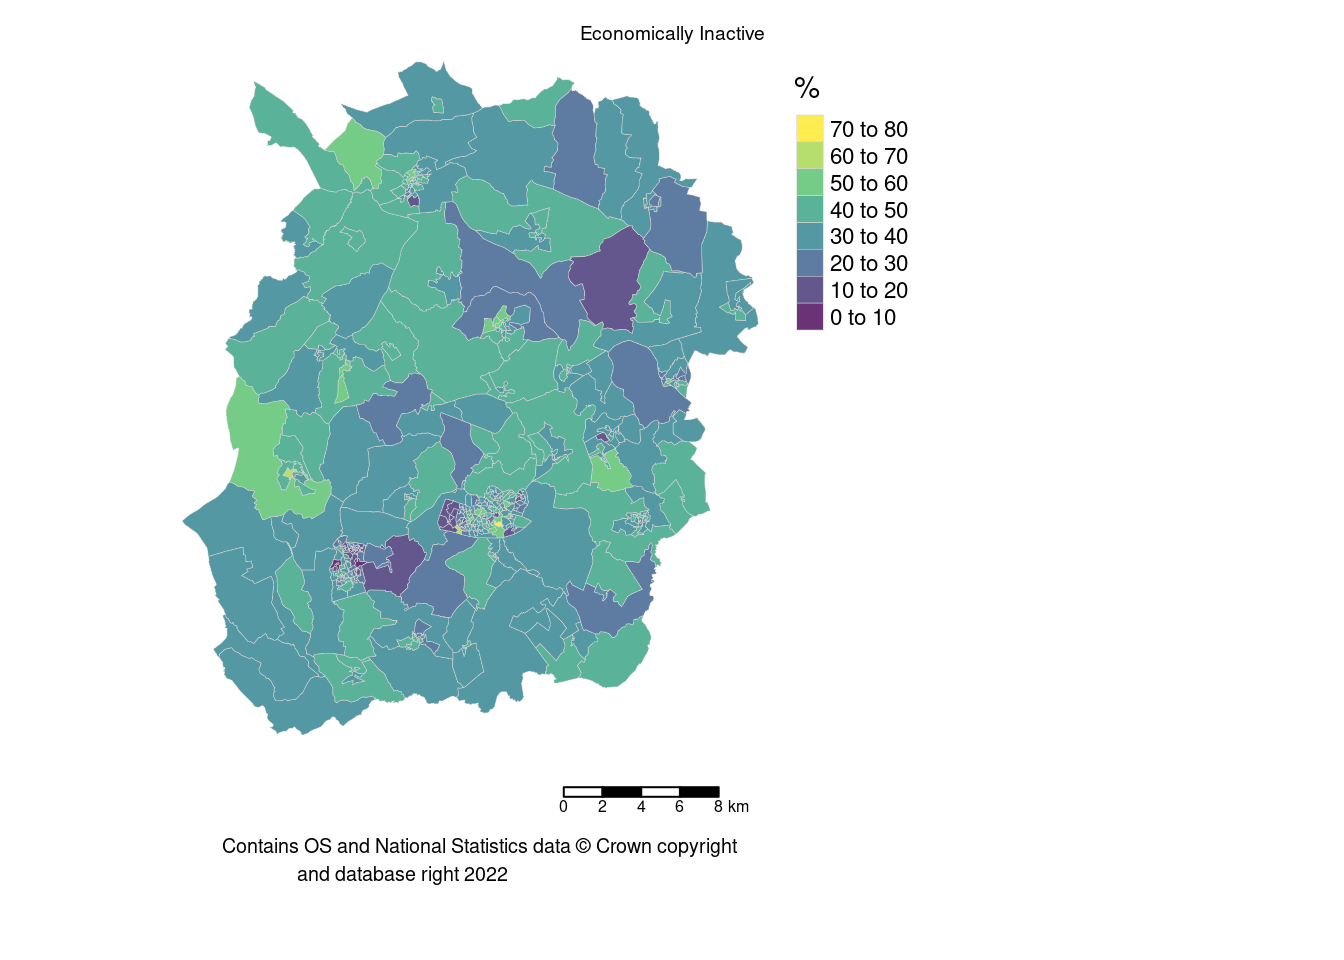 Economically Inactive
%
70 to 80
60 to 70
50 to 60
40 to 50
30 to 40
20 to 30
10 to 20
0 to 10
0 2 4 6 8 km
Contains OS and National Statistics data © Crown copyright
and database right 2022